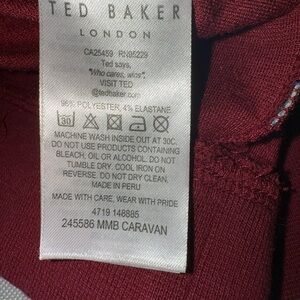 TED BAKER
LONDON
CA25459 RN95229
Ted says,
"Who cares, wins".
VISIT TED
@tedbaker.com
96% POLYESTER, 4% ELASTANE
30
MACHINE WASH INSIDE OUT AT 30C.
DO NOT USE PRODUCTS CONTAINING
BLEACH, OIL OR ALCOHOL. DO NOT
TUMBLE DRY. COOL IRON ON
REVERSE. DO NOT DRY CLEAN.
MADE IN PERU
MADE WITH CARE, WEAR WITH PRIDE
4719 148885
245586 MMB CARAVAN